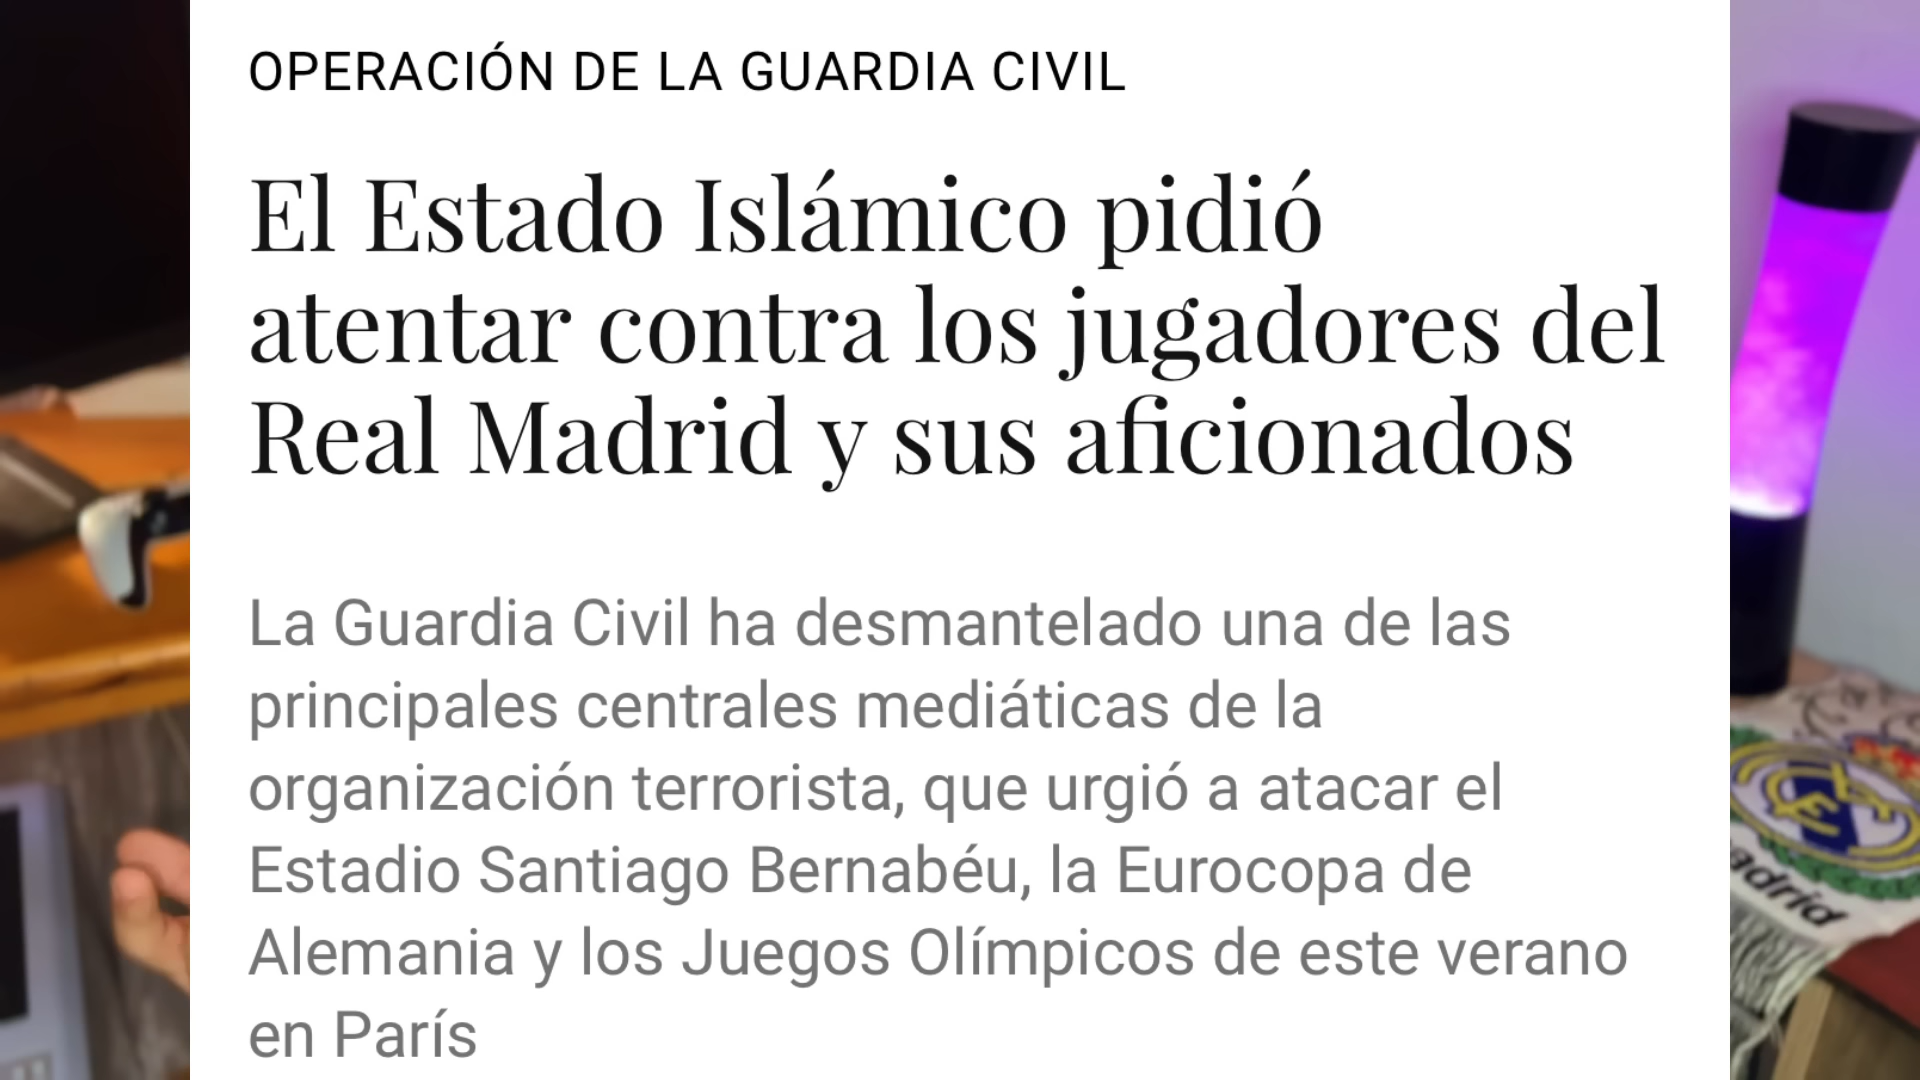 OPERACIÓN DE LA GUARDIA CIVIL
El Estado Islámico pidió
atentar contra los jugadores del
Real Madrid y sus aficionados
La Guardia Civil ha desmantelado una de las
principales centrales mediáticas de la
organización terrorista, que urgió a atacar el
Estadio Santiago Bernabéu, la Eurocopa de
Alemania y los Juegos Olímpicos de este verano
en París
adrid